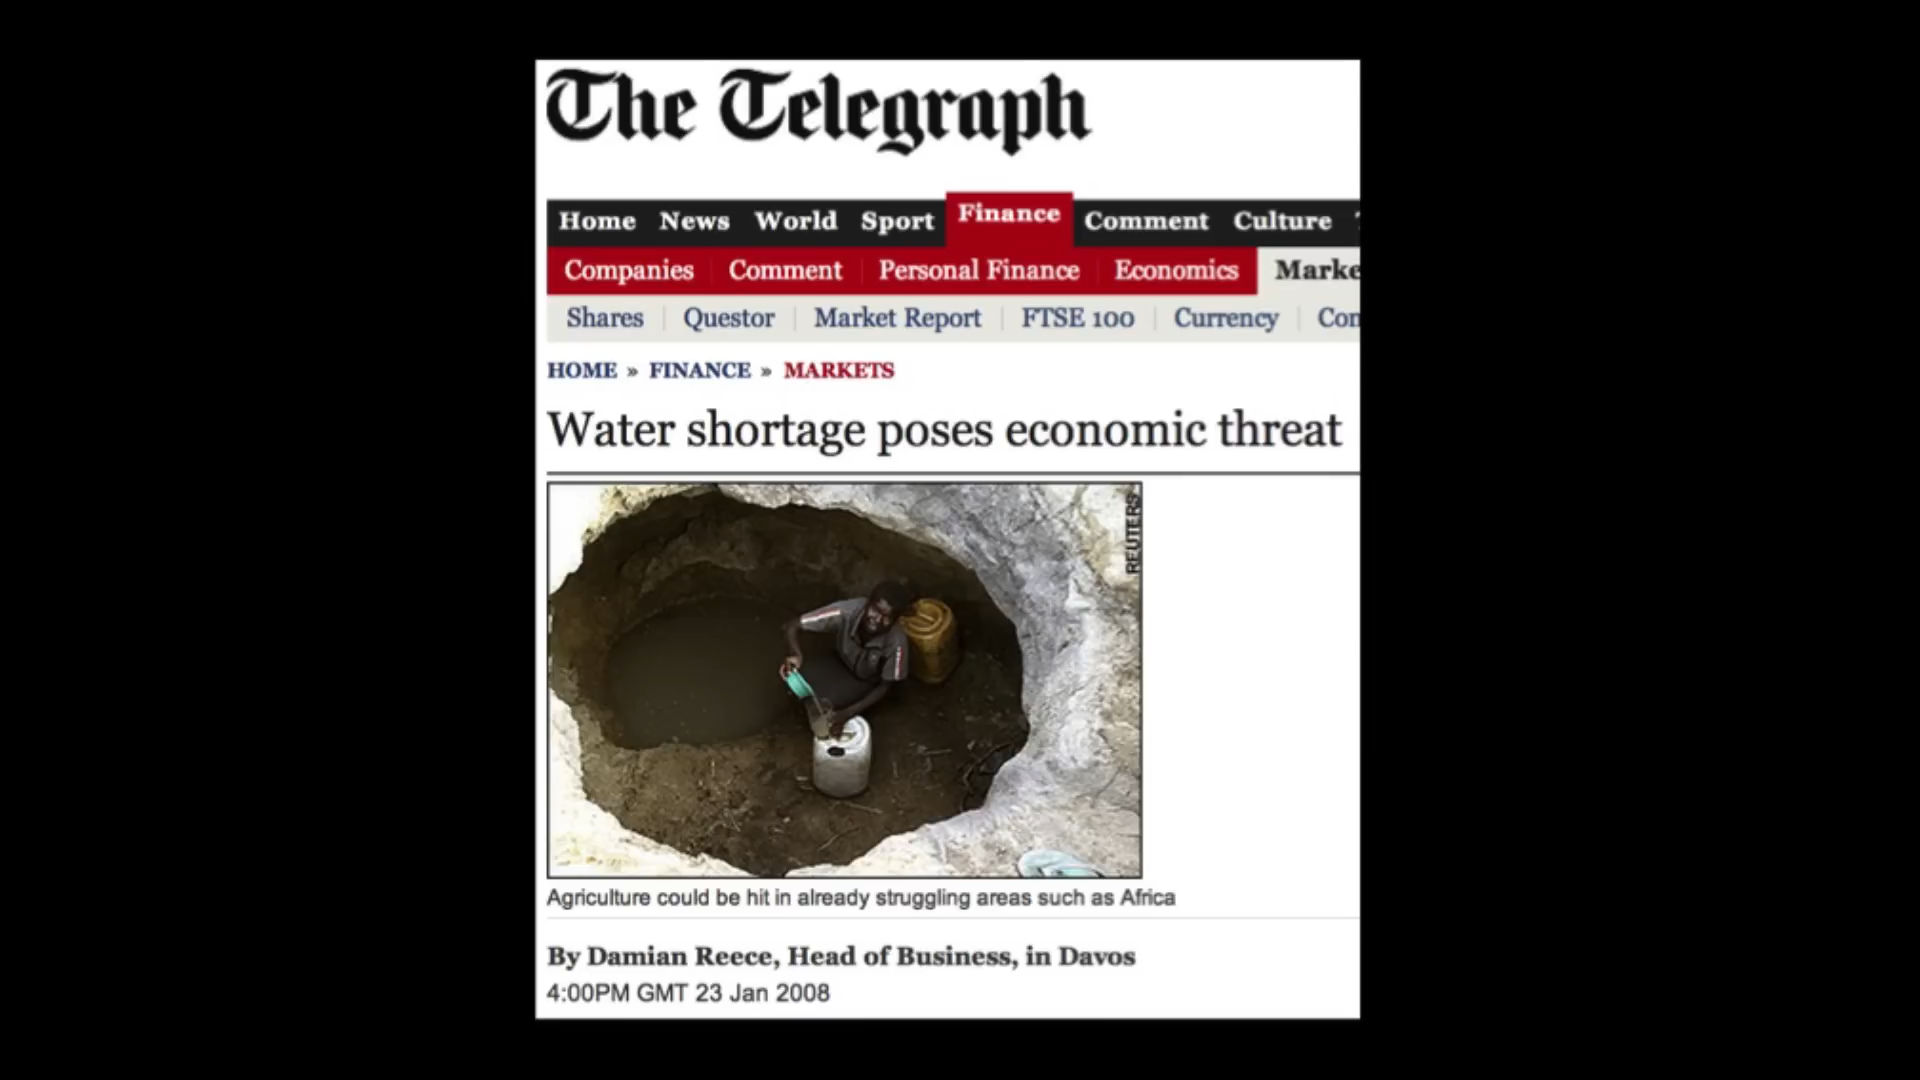 The Telegraph
Home News World Sport Finance Comment Culture
Companies Comment Personal Finance Economics
Shares Questor Market Report FTSE 100 Currency
HOME » FINANCE » MARKETS
Water shortage poses economic threat
REUTERS
Agriculture could be hit in already struggling areas such as Africa
By Damian Reece, Head of Business, in Davos
4:00PM GMT 23 Jan 2008